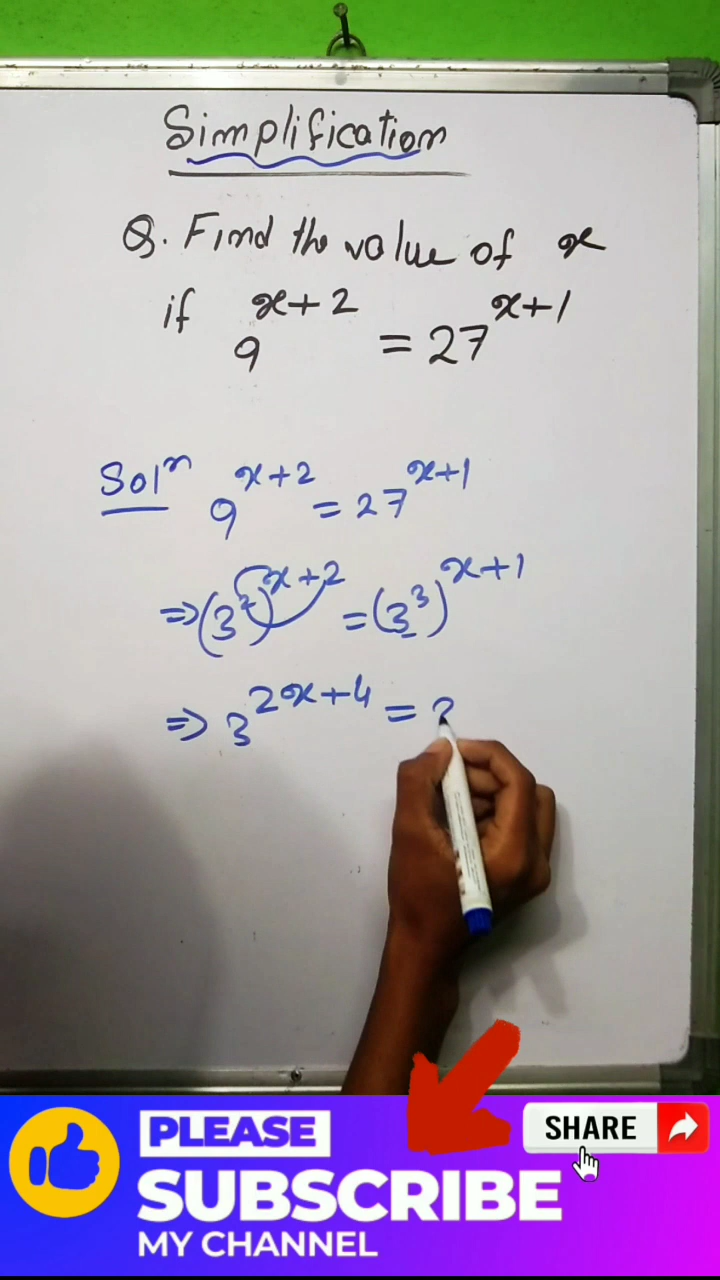 Simplification
Q. Find the value of x
if 9^{x+2} = 27^{x+1}
Solⁿ 9^{x+2} = 27^{x+1}
⇒ (3²)^{x+2} = (3³)^{x+1}
⇒ 3^{2x+4} =
PLEASE
SHARE
SUBSCRIBE
MY CHANNEL